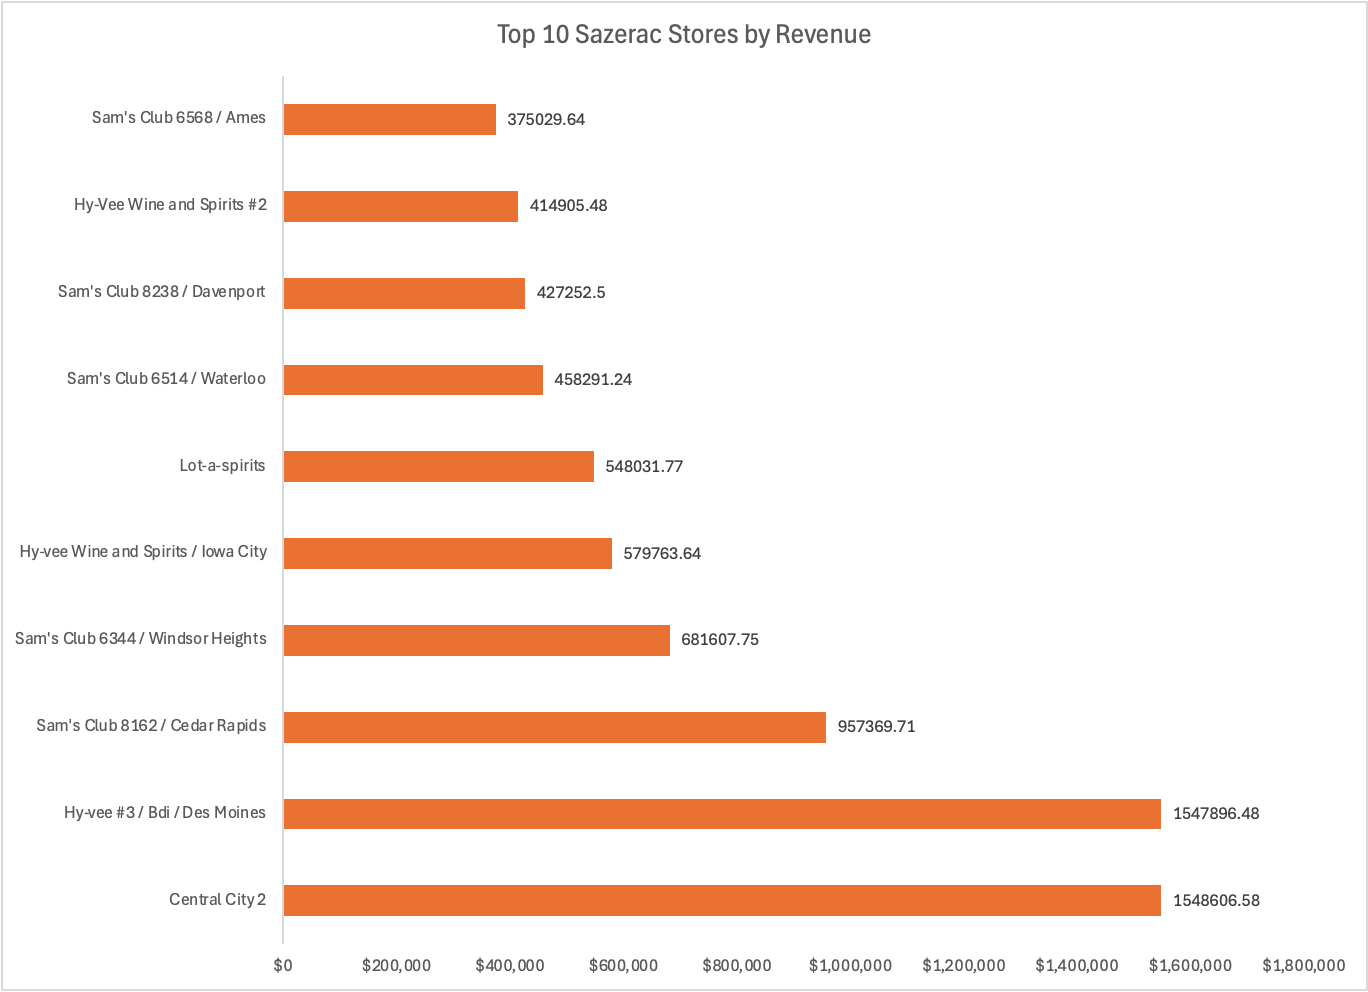 Top 10 Sazerac Stores by Revenue
Sam's Club 6568 / Ames 375029.64
Hy-Vee Wine and Spirits #2 414905.48
Sam's Club 8238 / Davenport 427252.5
Sam's Club 6514 / Waterloo 458291.24
Lot-a-spirits 548031.77
Hy-vee Wine and Spirits / Iowa City 579763.64
Sam's Club 6344 / Windsor Heights 681607.75
Sam's Club 8162 / Cedar Rapids 957369.71
Hy-vee #3 / Bdi / Des Moines 1547896.48
Central City 2 1548606.58
$0 $200,000 $400,000 $600,000 $800,000 $1,000,000 $1,200,000 $1,400,000 $1,600,000 $1,800,000